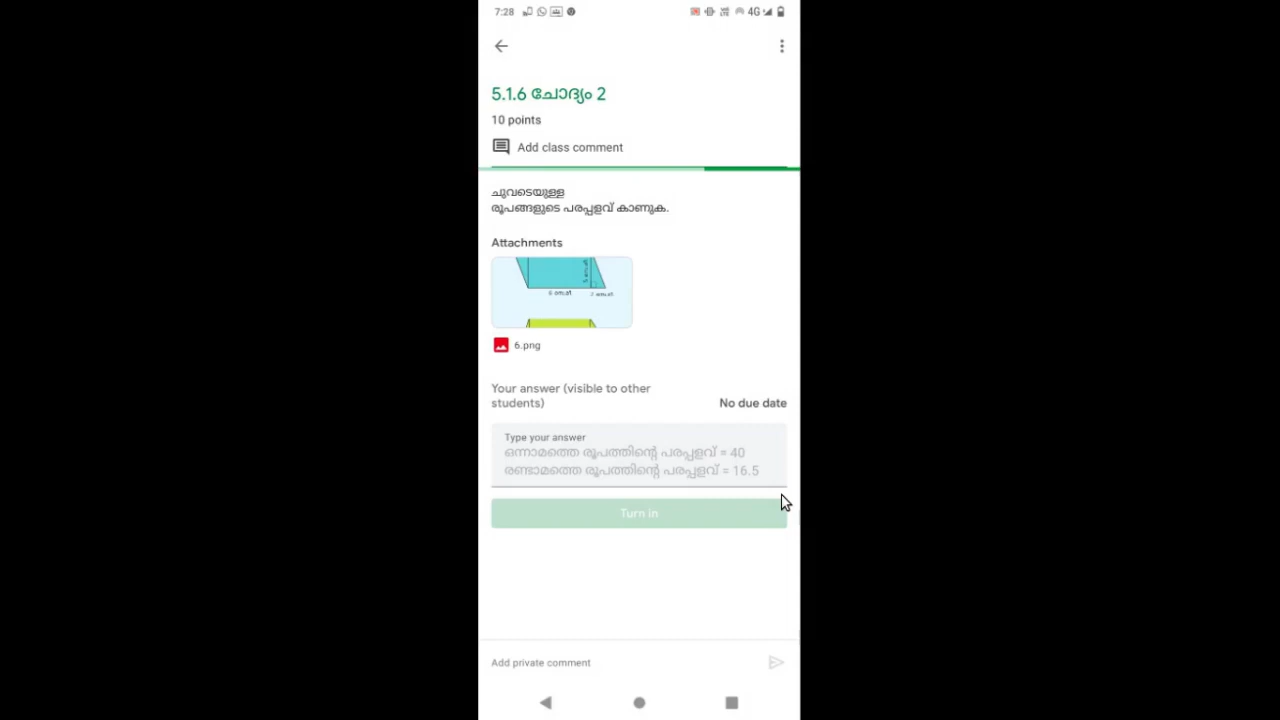 7:28
4G
5.1.6 ചോദ്യം 2
10 points
Add class comment
ചുവടെയുള്ള
രൂപങ്ങളുടെ പരപ്പളവ് കാണുക.
Attachments
6.png
Your answer (visible to other
students)
No due date
Type your answer
ഒന്നാമത്തെ രൂപത്തിന്റെ പരപ്പളവ് = 40
രണ്ടാമത്തെ രൂപത്തിന്റെ പരപ്പളവ് = 16.5
Turn in
Add private comment